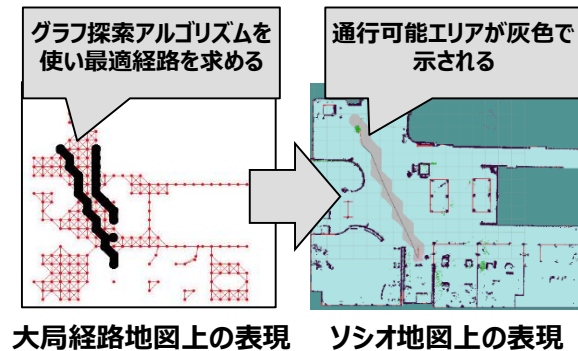 グラフ探索アルゴリズムを
使い最適経路を求める
通行可能エリアが灰色で
示される
大局経路地図上の表現
ソシオ地図上の表現